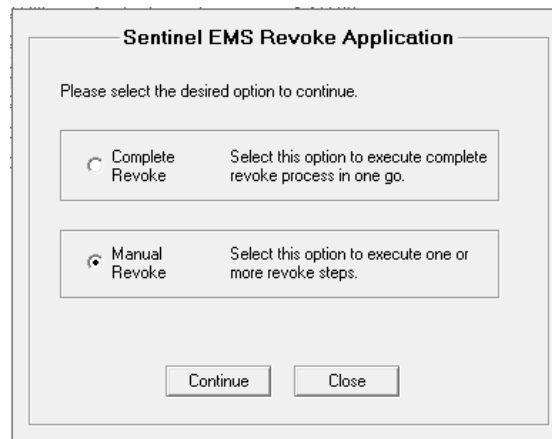 Sentinel EMS Revoke Application
Please select the desired option to continue.
Complete Select this option to execute complete
Revoke revoke process in one go.
Manual Select this option to execute one or
Revoke more revoke steps.
Continue Close